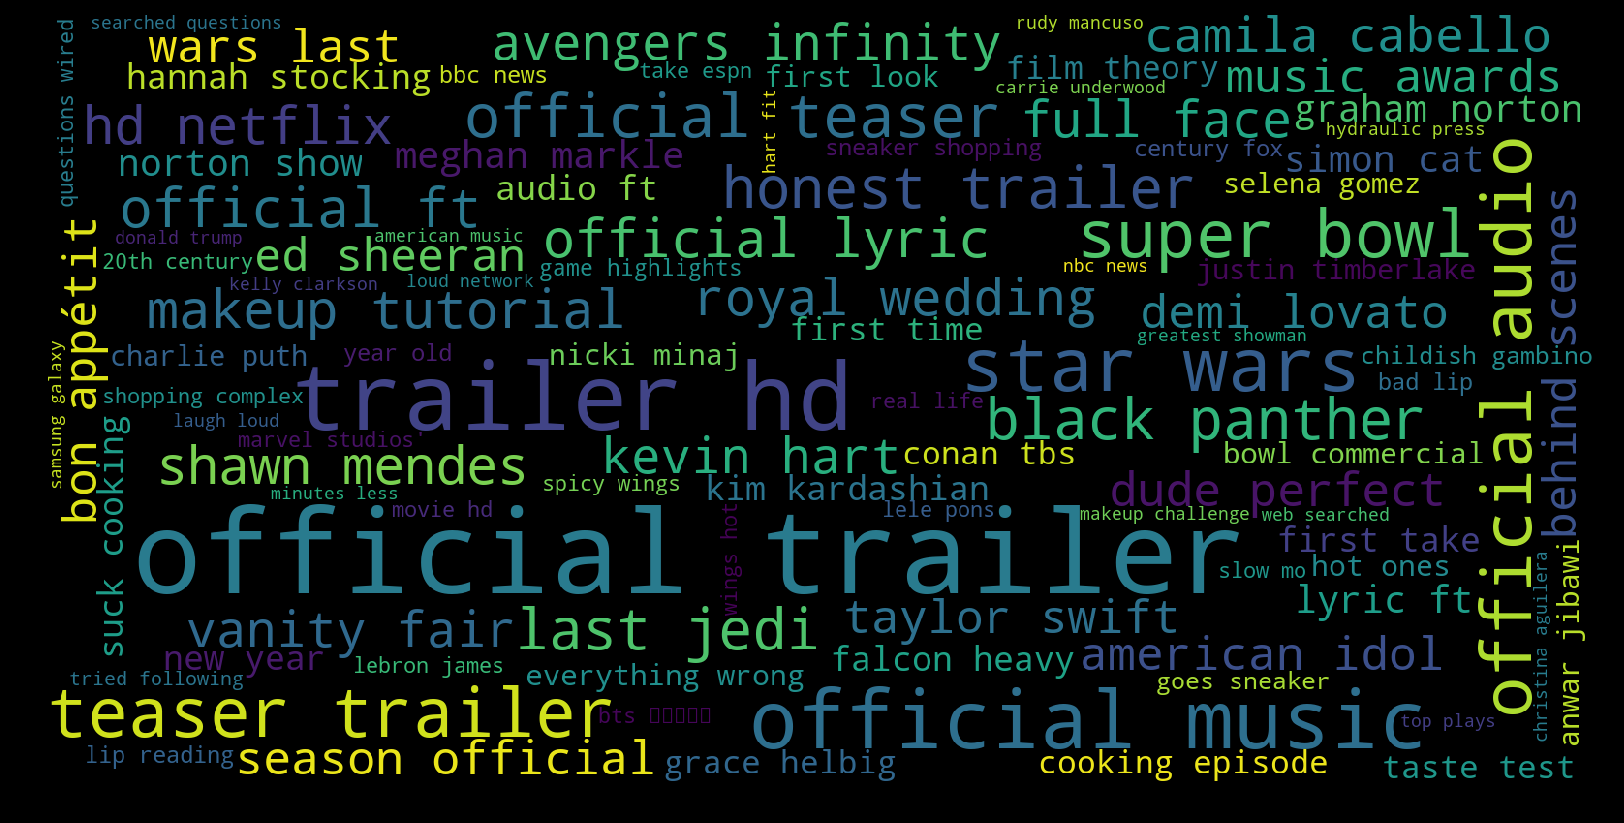 searched questions
rudy mancuso
camila cabello
wars last
avengers infinity
questions wired
hannah stocking
bbc news
take espn
first look
film theory
music awards
carrie underwood
hd netflix
official teaser
hart fit
full face
graham norton
hydraulic press
norton show
meghan markle
sneaker shopping
century fox
simon cat
official audio
audio ft
honest trailer
selena gomez
official ft
behind scenes
donald trump
american music
official lyric
super bowl
bon appétit
20th century
ed sheeran
game highlights
nbc news
justin timberlake
kelly clarkson
loud network
makeup tutorial
royal wedding
demi lovato
first time
greatest showman
samsung galaxy
charlie puth
year old
nicki minaj
star wars
childish gambino
trailer hd
bad lip
shopping complex
real life
laugh loud
black panther
suck cooking
marvel studios'
shawn mendes
kevin hart
conan tbs
bowl commercial
minutes less
spicy wings
kim kardashian
dude perfect
movie hd
wings hot
lele pons
makeup challenge
web searched
official trailer
first take
slow mo
hot ones
anwar jibawi
christina aguilera
lyric ft
vanity fair
last jedi
taylor swift
new year
lebron james
everything wrong
falcon heavy
american idol
tried following
goes sneaker
teaser trailer
bts
official music
top plays
lip reading
season official
grace helbig
cooking episode
taste test